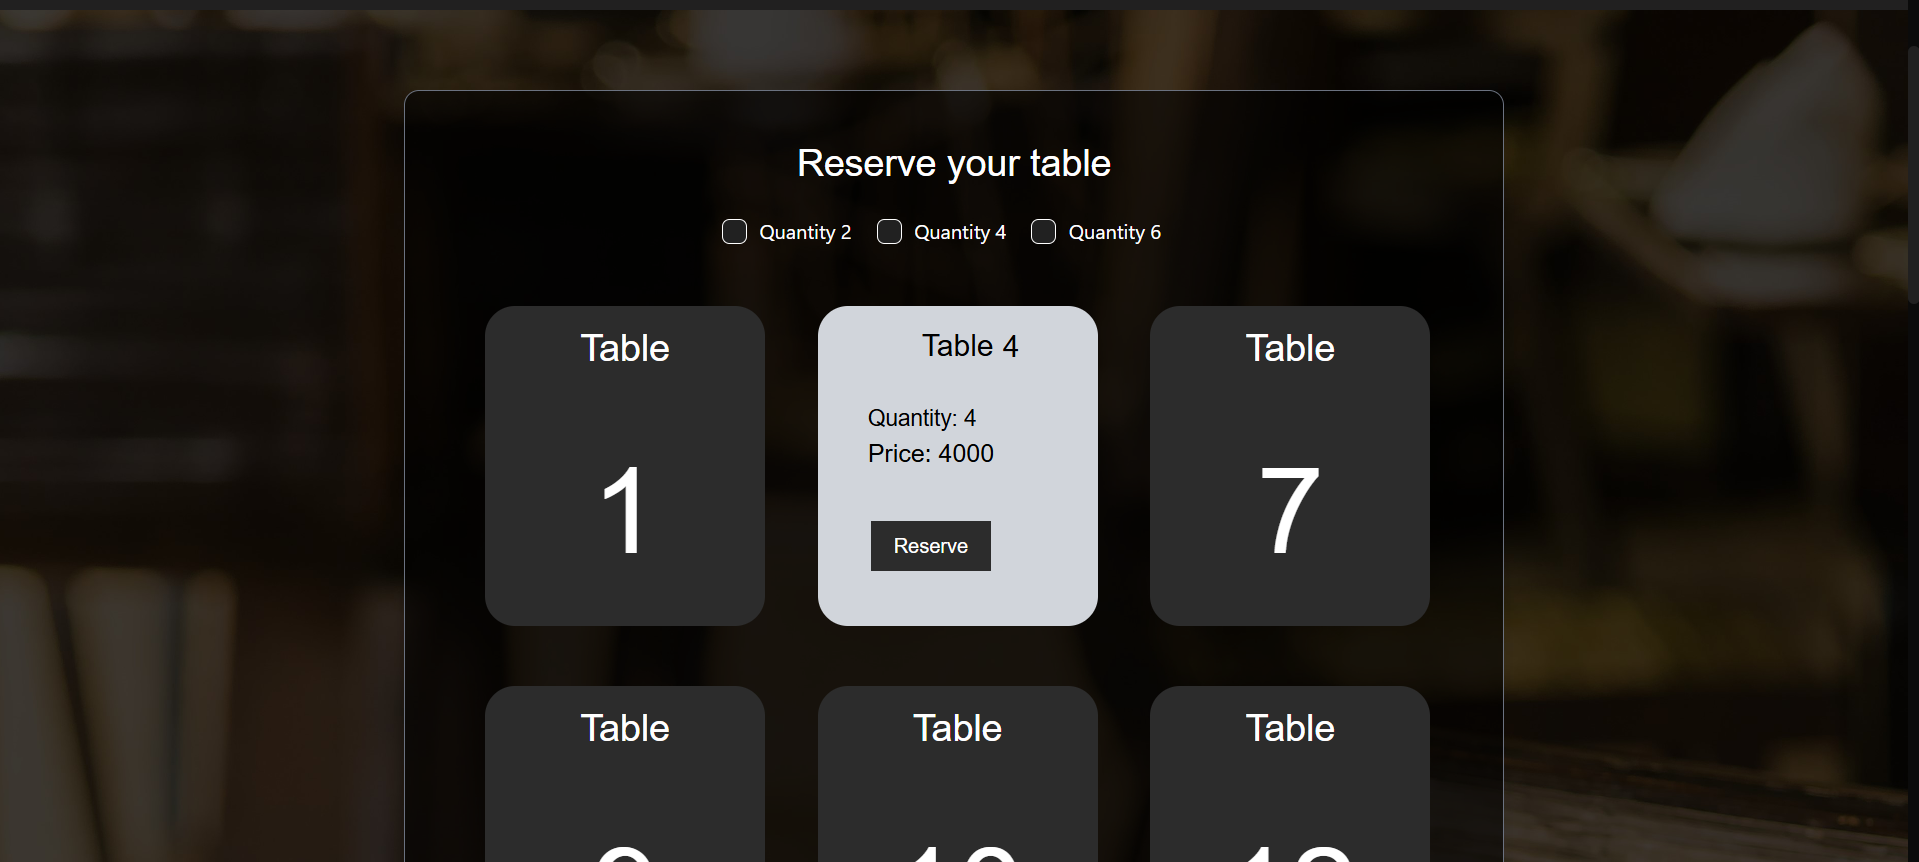 Reserve your table
Quantity 2 Quantity 4 Quantity 6
Table
1
Table 4
Quantity: 4
Price: 4000
Reserve
Table
7
Table
Table
Table